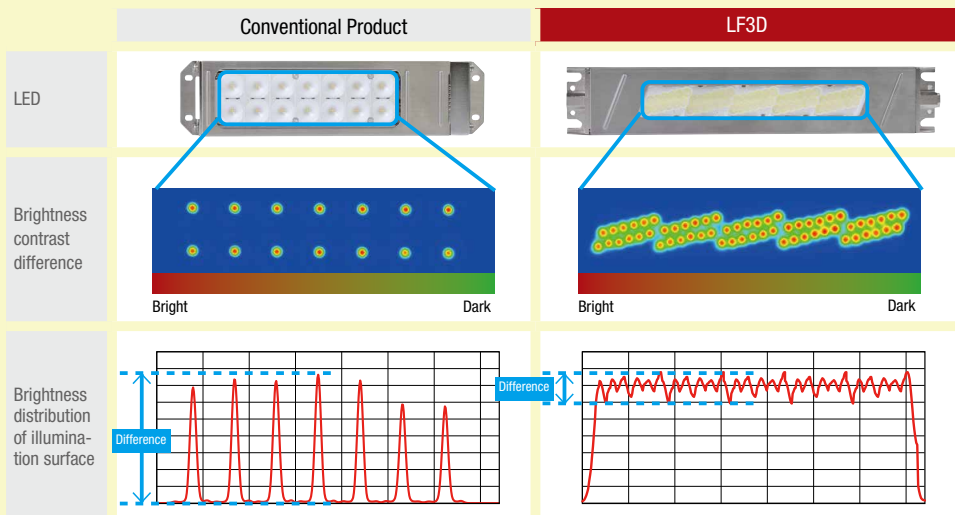 Conventional Product
LF3D
LED
Brightness
contrast
difference
Bright
Dark
Bright
Dark
Brightness
distribution
of illumina-
tion surface
Difference
Difference